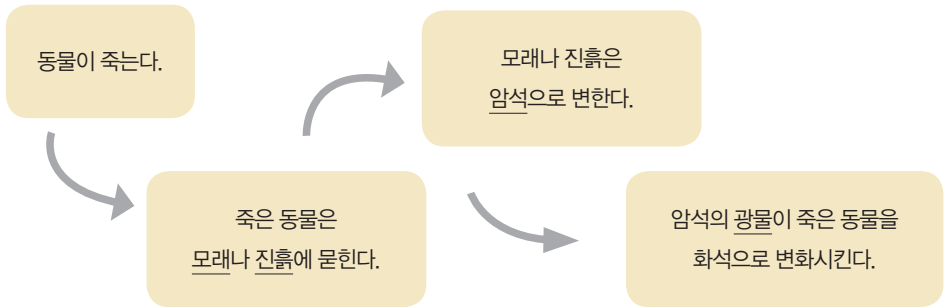 동물이 죽는다.
죽은 동물은
모래나 진흙에 묻힌다.
모래나 진흙은
암석으로 변한다.
암석의 광물이 죽은 동물을
화석으로 변화시킨다.